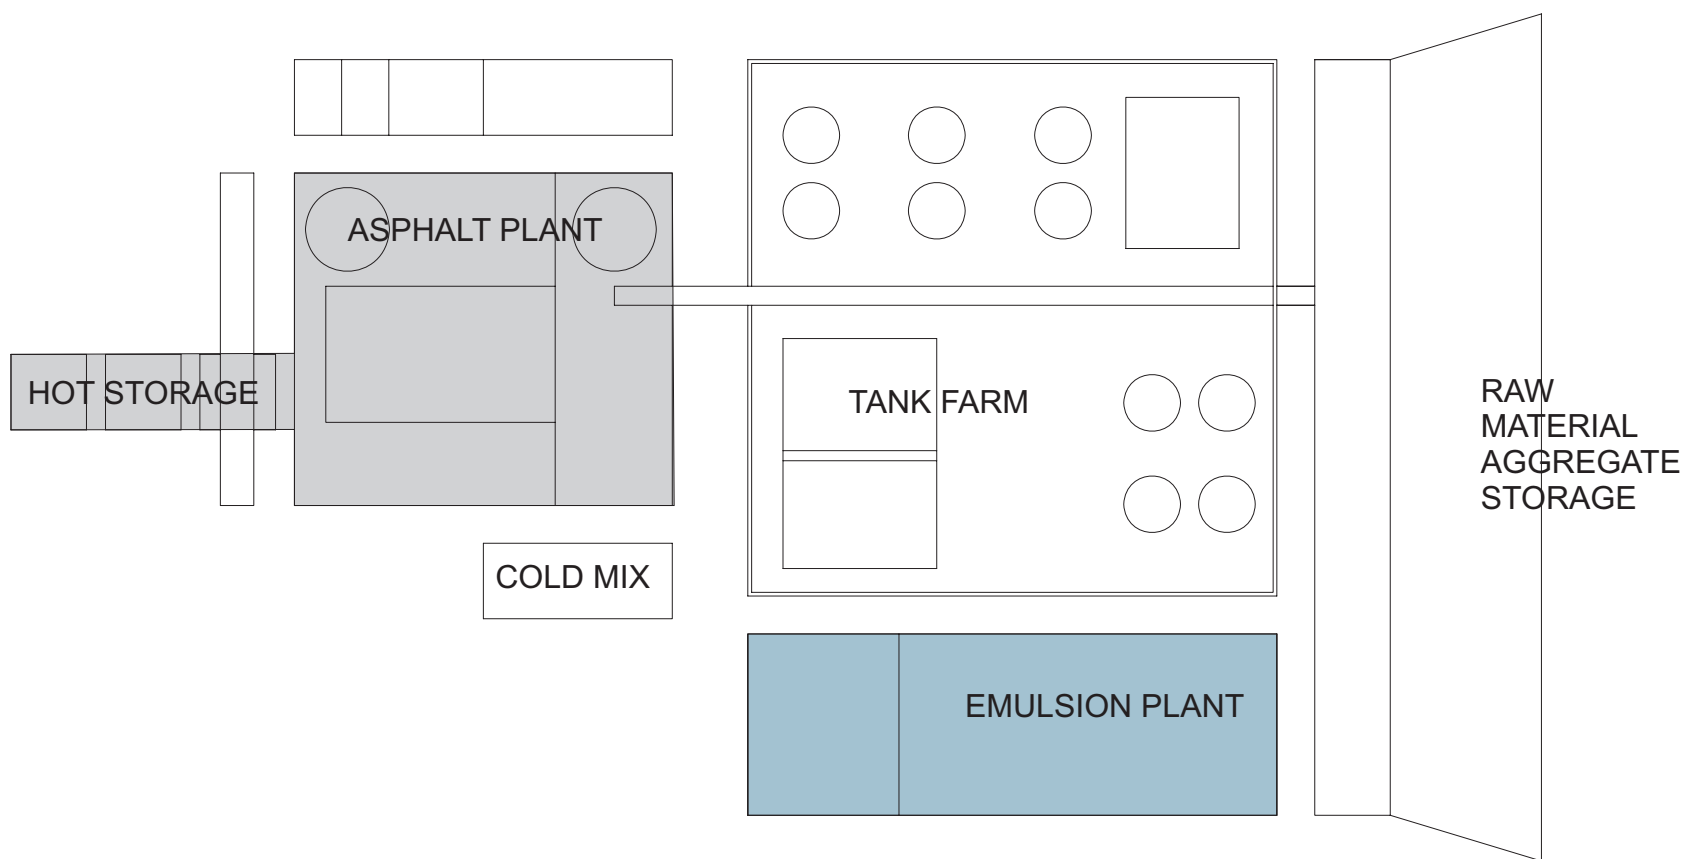 ASPHALT PLANT
HOT STORAGE
TANK FARM
RAW
MATERIAL
AGGREGATE
STORAGE
COLD MIX
EMULSION PLANT